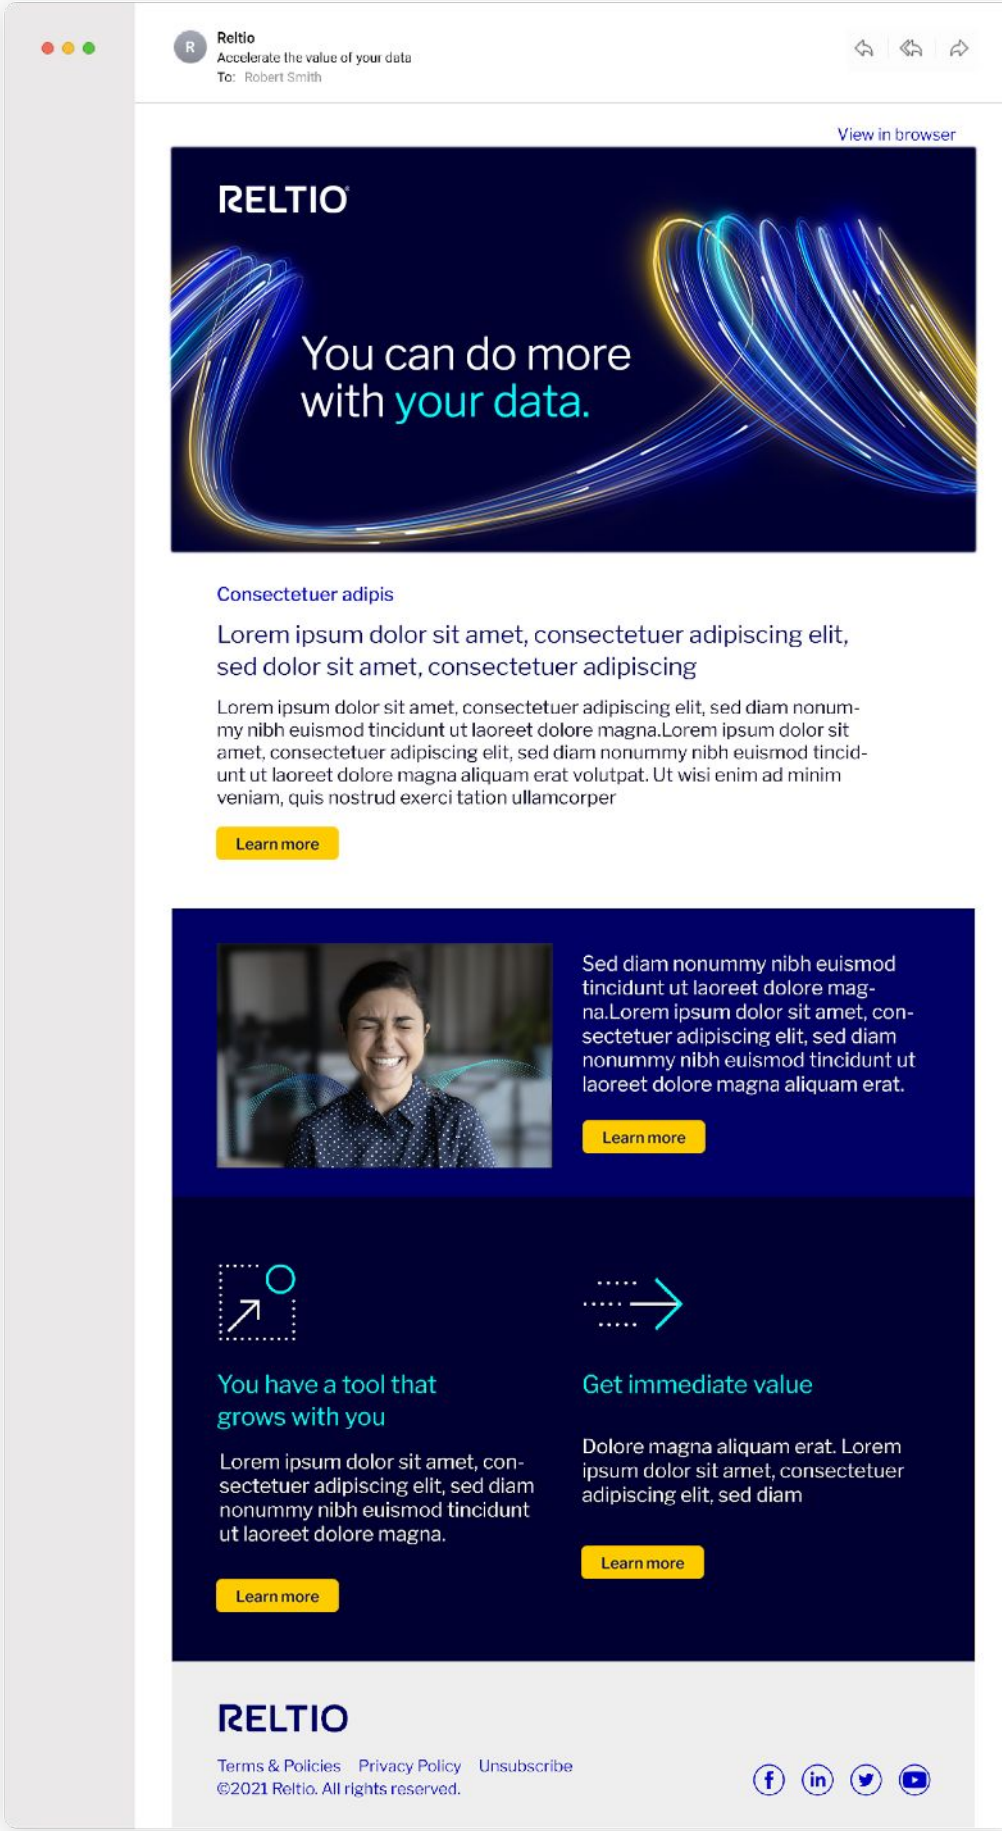 R
Reltio
Accelerate the value of your data
To: Robert Smith
View in browser
RELTIO
You can do more
with your data.
Consectetuer adipis
Lorem ipsum dolor sit amet, consectetuer adipiscing elit,
sed dolor sit amet, consectetuer adipiscing
Lorem ipsum dolor sit amet, consectetuer adipiscing elit, sed diam nonum-
my nibh euismod tincidunt ut laoreet dolore magna.Lorem ipsum dolor sit
amet, consectetuer adipiscing elit, sed diam nonummy nibh euismod tincid-
unt ut laoreet dolore magna aliquam erat volutpat. Ut wisi enim ad minim
veniam, quis nostrud exerci tation ullamcorper
Learn more
Sed diam nonummy nibh euismod
tincidunt ut laoreet dolore mag-
na.Lorem ipsum dolor sit amet, con-
sectetuer adipiscing elit, sed diam
nonummy nibh euismod tincidunt ut
laoreet dolore magna aliquam erat.
Learn more
You have a tool that
grows with you
Lorem ipsum dolor sit amet, con-
sectetuer adipiscing elit, sed diam
nonummy nibh euismod tincidunt
ut laoreet dolore magna.
Learn more
Get immediate value
Dolore magna aliquam erat. Lorem
ipsum dolor sit amet, consectetuer
adipiscing elit, sed diam
Learn more
RELTIO
Terms & Policies Privacy Policy Unsubscribe
©2021 Reltio. All rights reserved.
f in